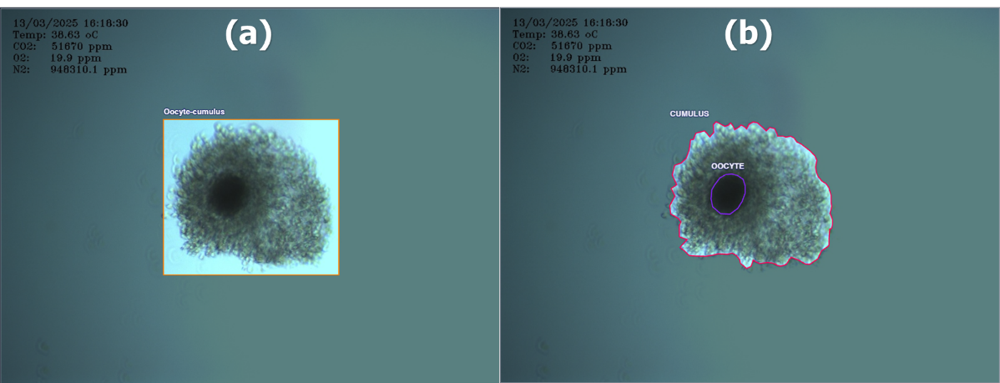 13/03/2025 16:18:30
Temp: 38.63 oC
CO2: 51670 ppm
O2: 19.9 ppm
N2: 948310.1 ppm
(a)
Oocyte-cumulus
13/03/2025 16:18:30
Temp: 38.63 oC
CO2: 51670 ppm
O2: 19.9 ppm
N2: 948310.1 ppm
(b)
CUMULUS
OOCYTE